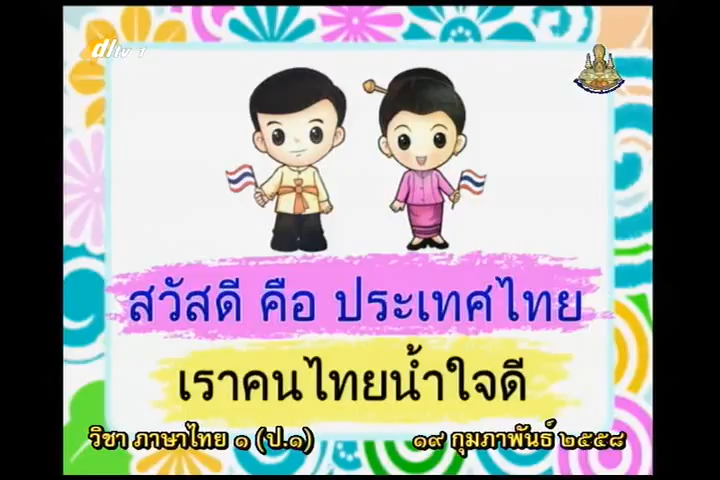 dltv 1
สวัสดี คือ ประเทศไทย
เราคนไทยน้ำใจดี
วิชา ภาษาไทย ๑ (ป.๑) ๑๙ กุมภาพันธ์ ๒๕๕๘